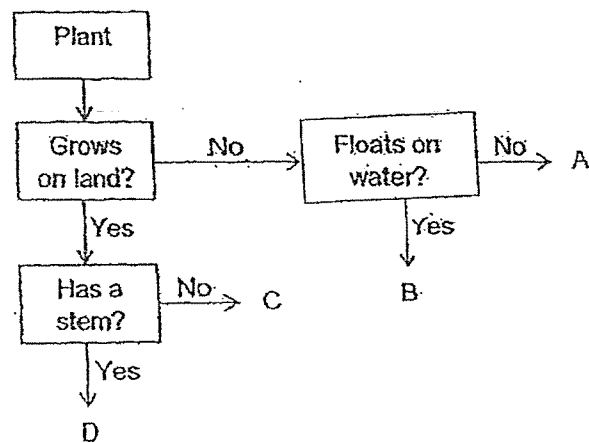 Plant
Grows
on land?
No
Floats on
water?
No
A
Yes
Yes
B
Has a
stem?
No
C
Yes
D